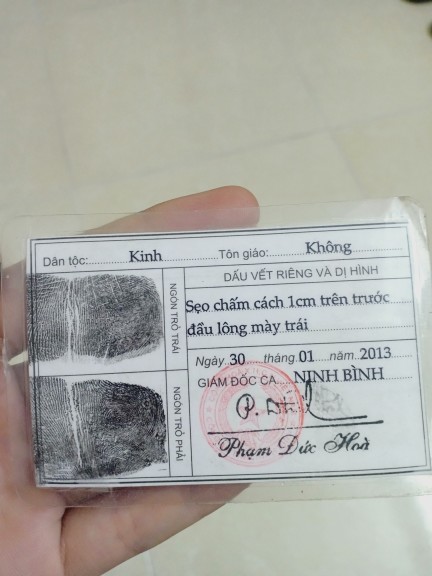 Dân tộc: Kinh Tôn giáo: Không
NGÓN TRỎ TRÁI
NGÓN TRỎ PHẢI
DẤU VẾT RIÊNG VÀ DỊ HÌNH
Sẹo chấm cách 1cm trên trước
đầu lông mày trái
Ngày 30 tháng 01 năm 2013
GIÁM ĐỐC CA NINH BÌNH
Phạm Đức Hoà